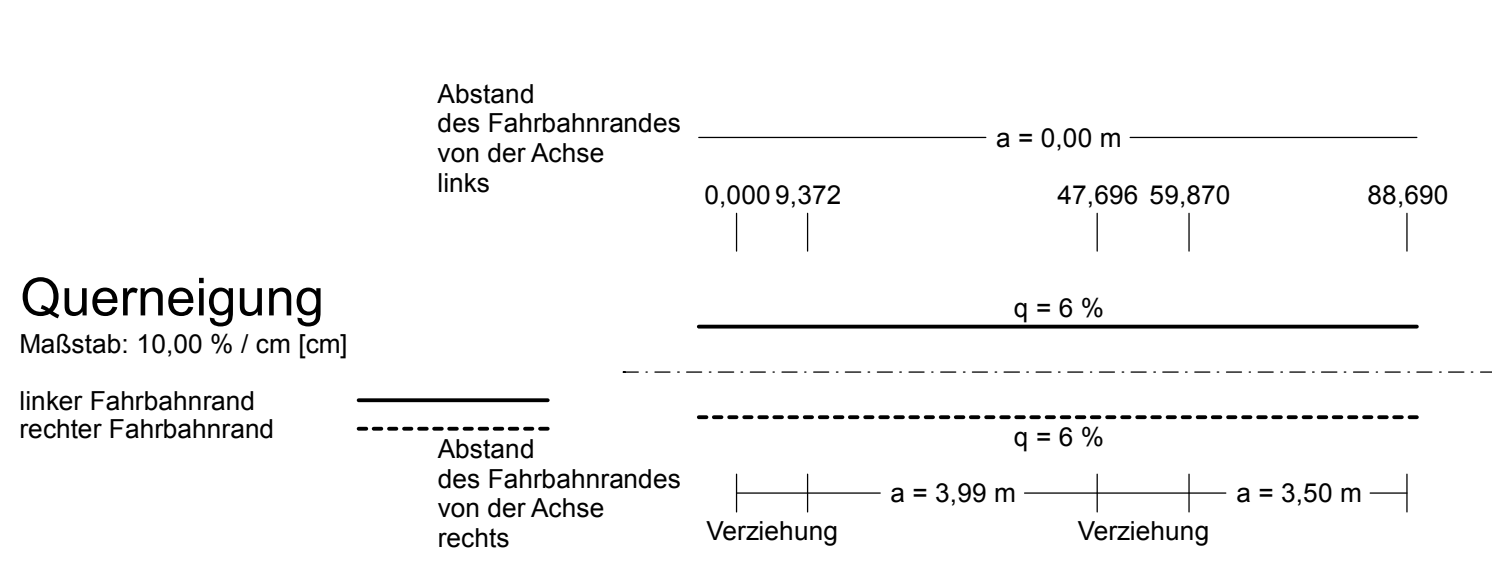 Abstand
des Fahrbahnrandes
von der Achse
links
a = 0,00 m
0,000 9,372 47,696 59,870 88,690
Querneigung
Maßstab: 10,00 % / cm [cm]
q = 6 %
linker Fahrbahnrand
rechter Fahrbahnrand
q = 6 %
Abstand
des Fahrbahnrandes
von der Achse
rechts
a = 3,99 m a = 3,50 m
Verziehung Verziehung